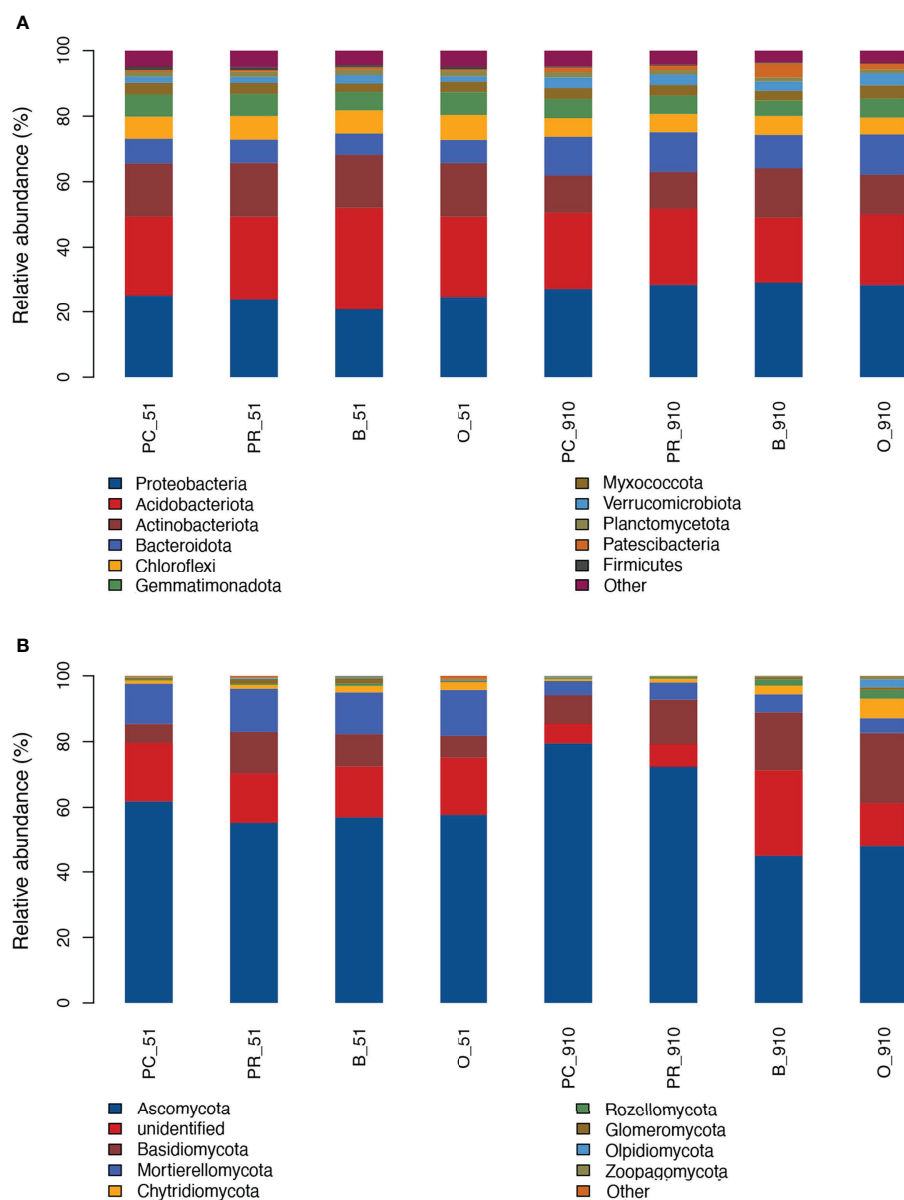 A
Relative abundance (%)
100
80
60
40
20
0
PC_51
PR_51
B_51
O_51
PC_910
PR_910
B_910
O_910
Proteobacteria
Acidobacteriota
Actinobacteriota
Bacteroidota
Chloroflexi
Gemmatimonadota
Myxococcota
Verrucomicrobiota
Planctomycetota
Patescibacteria
Firmicutes
Other
B
Relative abundance (%)
100
80
60
40
20
0
PC_51
PR_51
B_51
O_51
PC_910
PR_910
B_910
O_910
Ascomycota
unidentified
Basidiomycota
Mortierellomycota
Chytridiomycota
Rozellomycota
Glomeromycota
Olpidiomycota
Zoopagomycota
Other